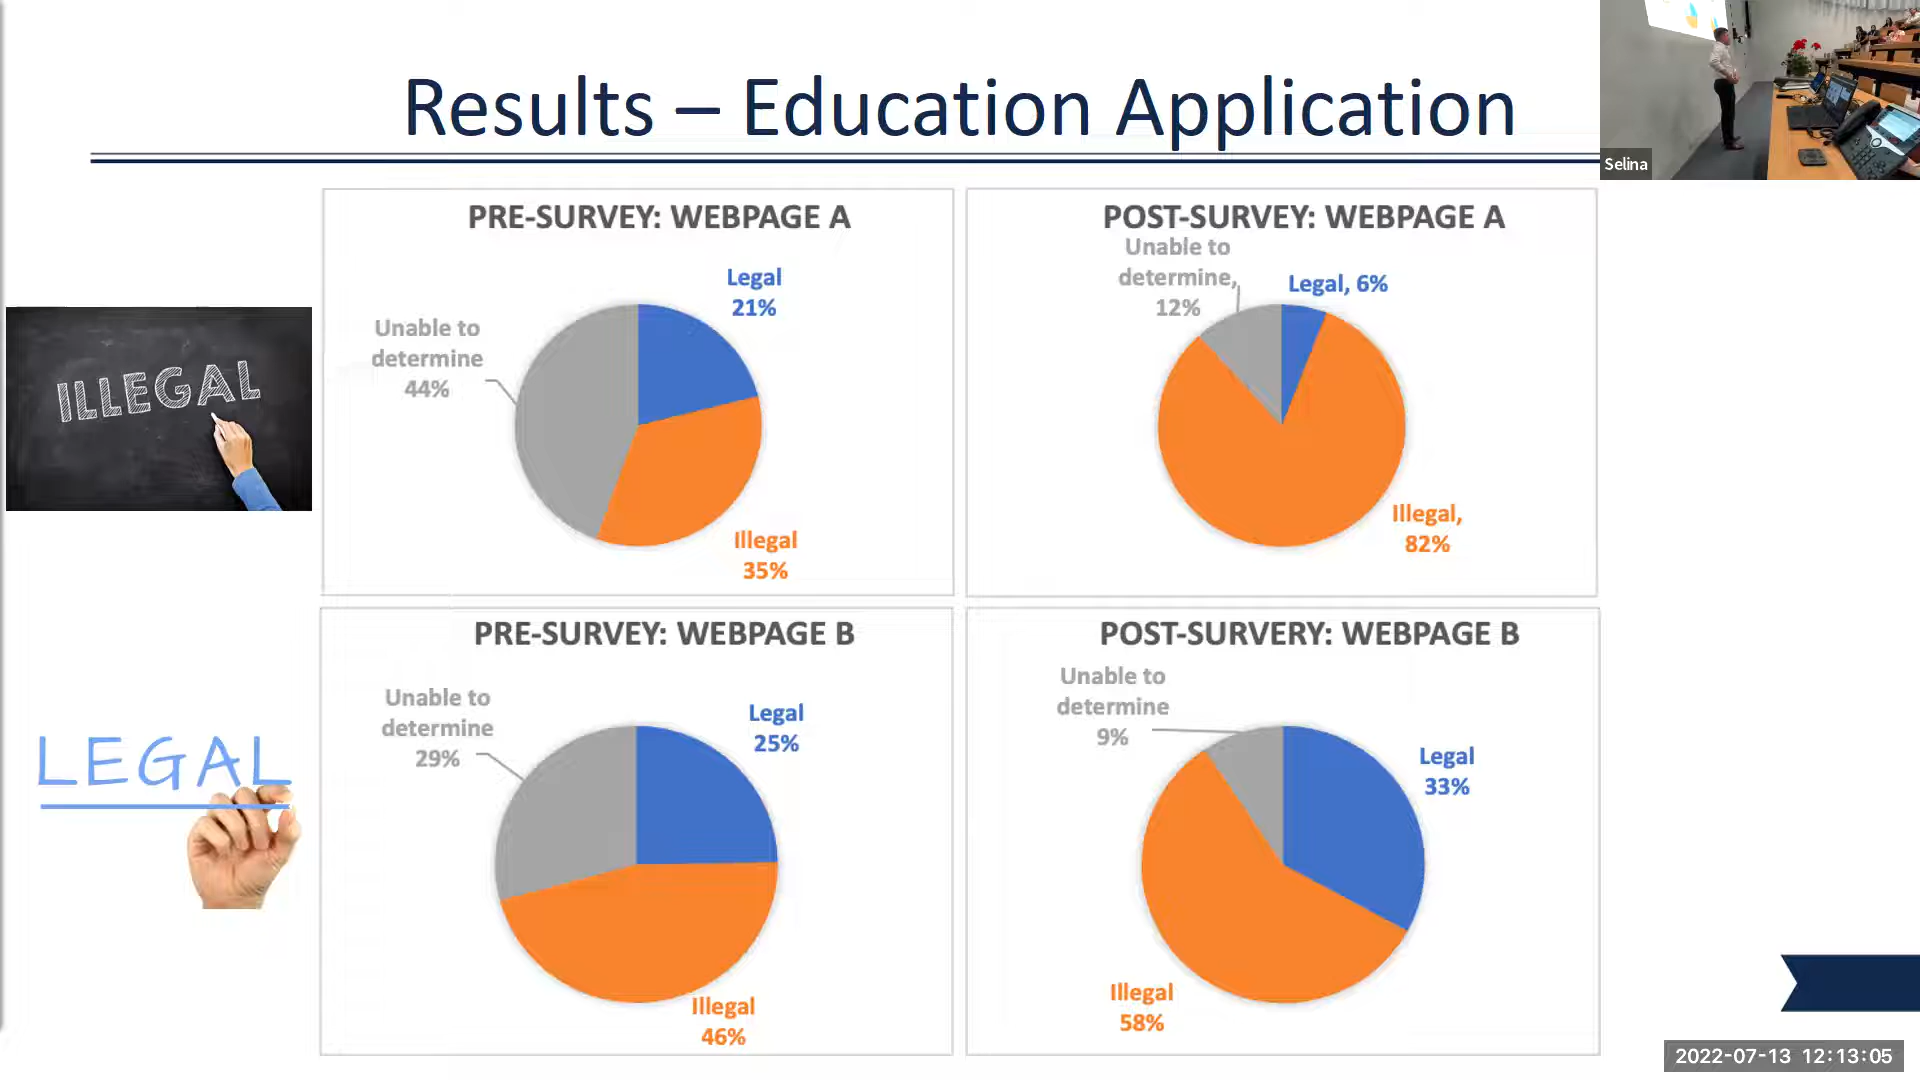 Results – Education Application
Selina
PRE-SURVEY: WEBPAGE A
Legal
21%
Unable to
determine
44%
Illegal
35%
POST-SURVEY: WEBPAGE A
Unable to
determine,
12%
Legal, 6%
Illegal,
82%
ILLEGAL
PRE-SURVEY: WEBPAGE B
Unable to
determine
29%
Legal
25%
Illegal
46%
POST-SURVERY: WEBPAGE B
Unable to
determine
9%
Legal
33%
Illegal
58%
LEGAL
2022-07-13 12:13:05